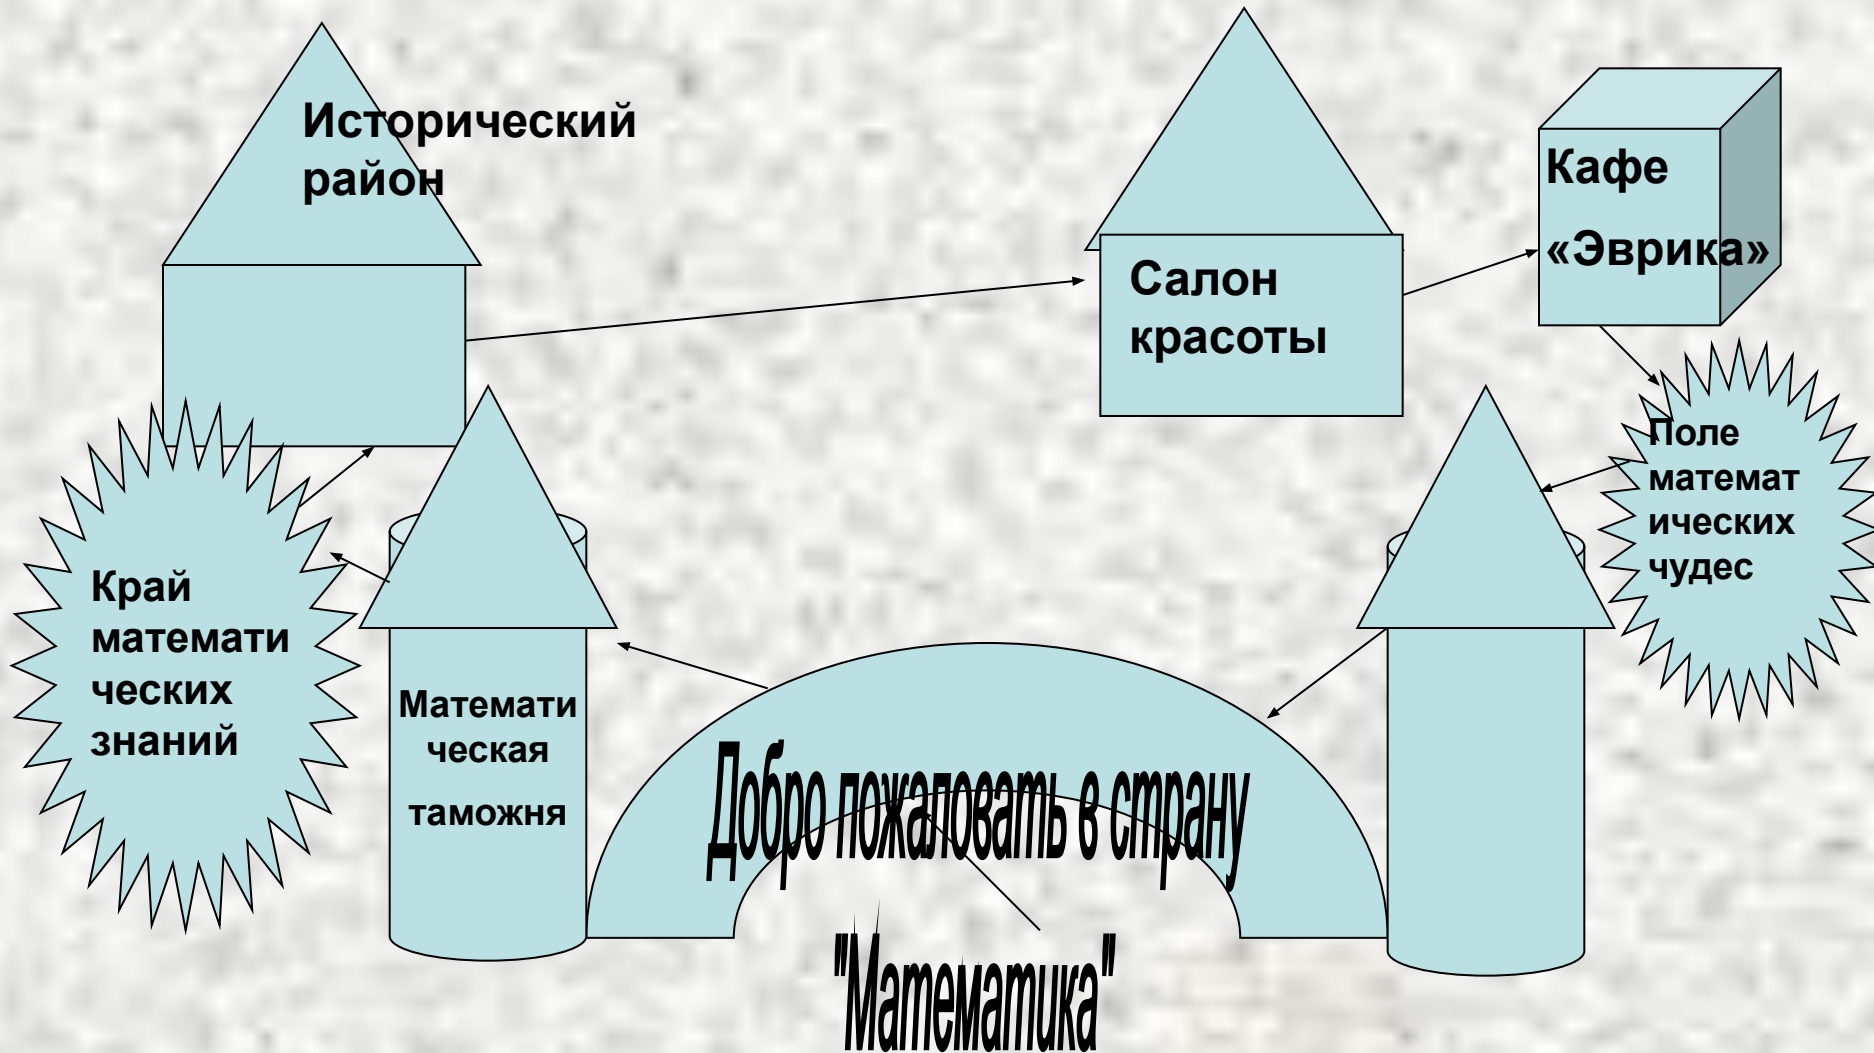 Исторический
район
Салон
красоты
Кафе
«Эврика»
Поле
математ
ических
чудес
Край
математи
ческих
знаний
Математи
ческая
таможня
Добро пожаловать в страну
"Математика"